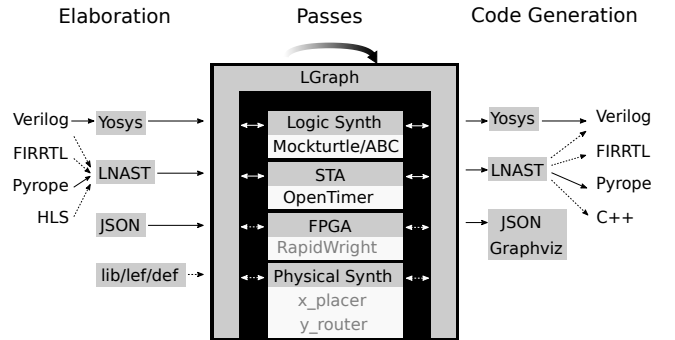 Elaboration
Passes
Code Generation
LGraph
Verilog
FIRRTL
Pyrope
HLS
Yosys
LNAST
JSON
lib/lef/def
Logic Synth
Mockturtle/ABC
STA
OpenTimer
FPGA
RapidWright
Physical Synth
x_placer
y_router
Yosys
LNAST
JSON
Graphviz
Verilog
FIRRTL
Pyrope
C++